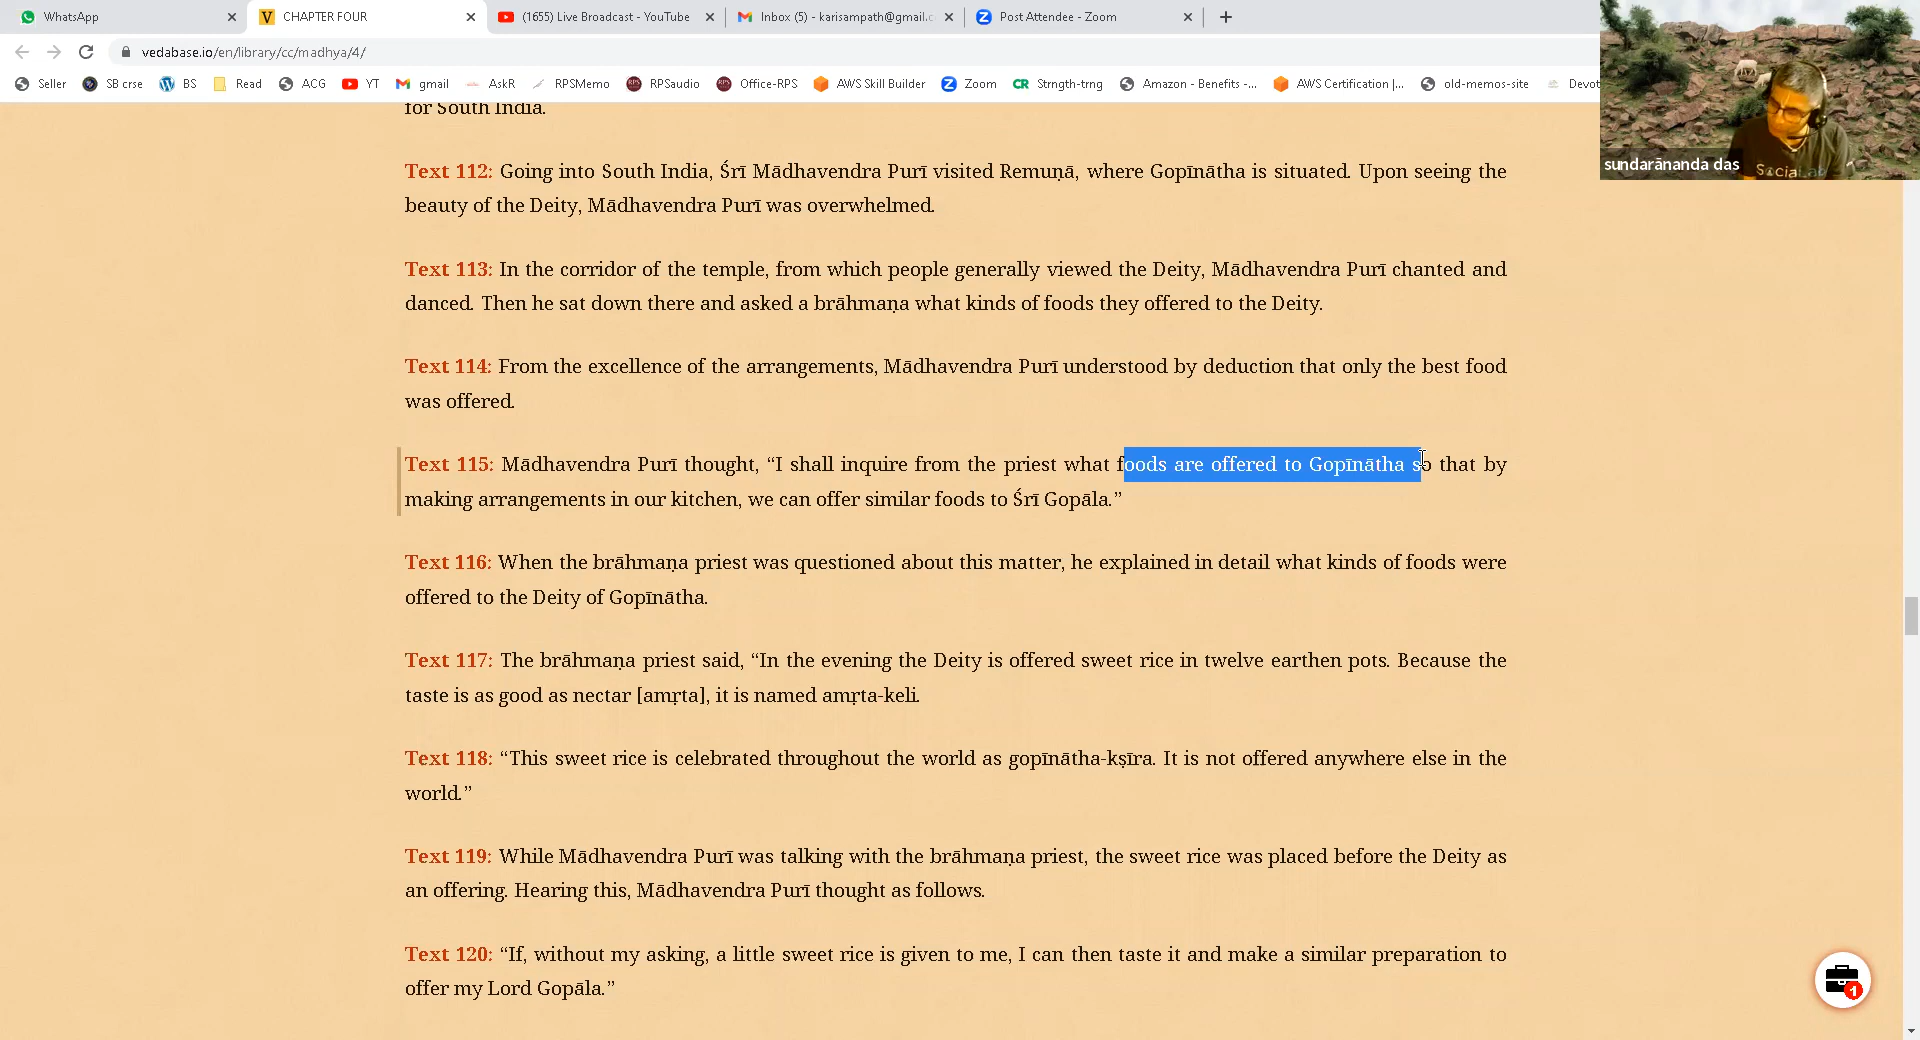 WhatsApp
CHAPTER FOUR
(1655) Live Broadcast - YouTube
Inbox (5) - karisampath@gmail.c
Post Attendee - Zoom
vedabase.io/en/library/cc/madhya/4/
Seller SB crse BS Read ACG YT gmail AskR RPSMemo RPSaudio Office-RPS AWS Skill Builder Zoom Strngth-trng Amazon - Benefits -... AWS Certification |... old-memos-site Devot
sundarānanda das
SociaLab
for South India.
Text 112: Going into South India, Śrī Mādhavendra Purī visited Remuṇā, where Gopīnātha is situated. Upon seeing the
beauty of the Deity, Mādhavendra Purī was overwhelmed.
Text 113: In the corridor of the temple, from which people generally viewed the Deity, Mādhavendra Purī chanted and
danced. Then he sat down there and asked a brāhmaṇa what kinds of foods they offered to the Deity.
Text 114: From the excellence of the arrangements, Mādhavendra Purī understood by deduction that only the best food
was offered.
Text 115: Mādhavendra Purī thought, “I shall inquire from the priest what foods are offered to Gopīnātha so that by
making arrangements in our kitchen, we can offer similar foods to Śrī Gopāla.”
Text 116: When the brāhmaṇa priest was questioned about this matter, he explained in detail what kinds of foods were
offered to the Deity of Gopīnātha.
Text 117: The brāhmaṇa priest said, “In the evening the Deity is offered sweet rice in twelve earthen pots. Because the
taste is as good as nectar [amṛta], it is named amṛta-keli.
Text 118: “This sweet rice is celebrated throughout the world as gopīnātha-kṣīra. It is not offered anywhere else in the
world.”
Text 119: While Mādhavendra Purī was talking with the brāhmaṇa priest, the sweet rice was placed before the Deity as
an offering. Hearing this, Mādhavendra Purī thought as follows.
Text 120: “If, without my asking, a little sweet rice is given to me, I can then taste it and make a similar preparation to
offer my Lord Gopāla.”
1